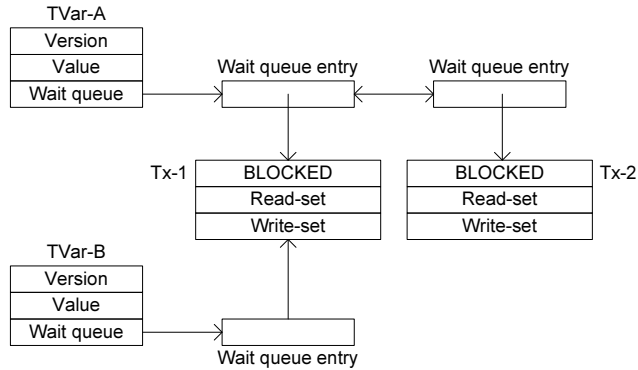 TVar-A
Version
Value
Wait queue
Wait queue entry
Wait queue entry
Tx-1
BLOCKED
Read-set
Write-set
BLOCKED
Read-set
Write-set
Tx-2
TVar-B
Version
Value
Wait queue
Wait queue entry